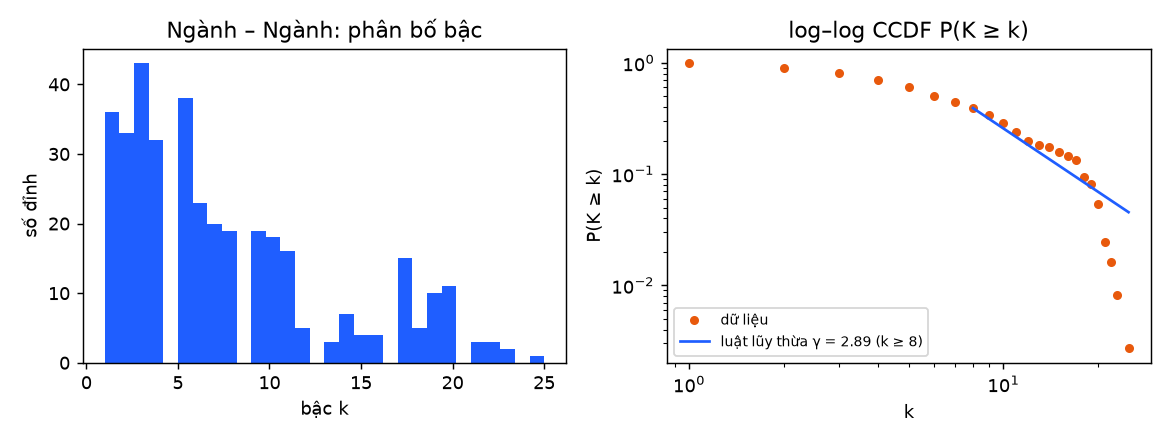 Ngành – Ngành: phân bố bậc
số đỉnh
40
30
20
10
0
0 5 10 15 20 25
bậc k
log–log CCDF P(K ≥ k)
P(K ≥ k)
10⁰
10⁻¹
10⁻²
dữ liệu
luật lũy thừa γ = 2.89 (k ≥ 8)
10⁰ 10¹
k